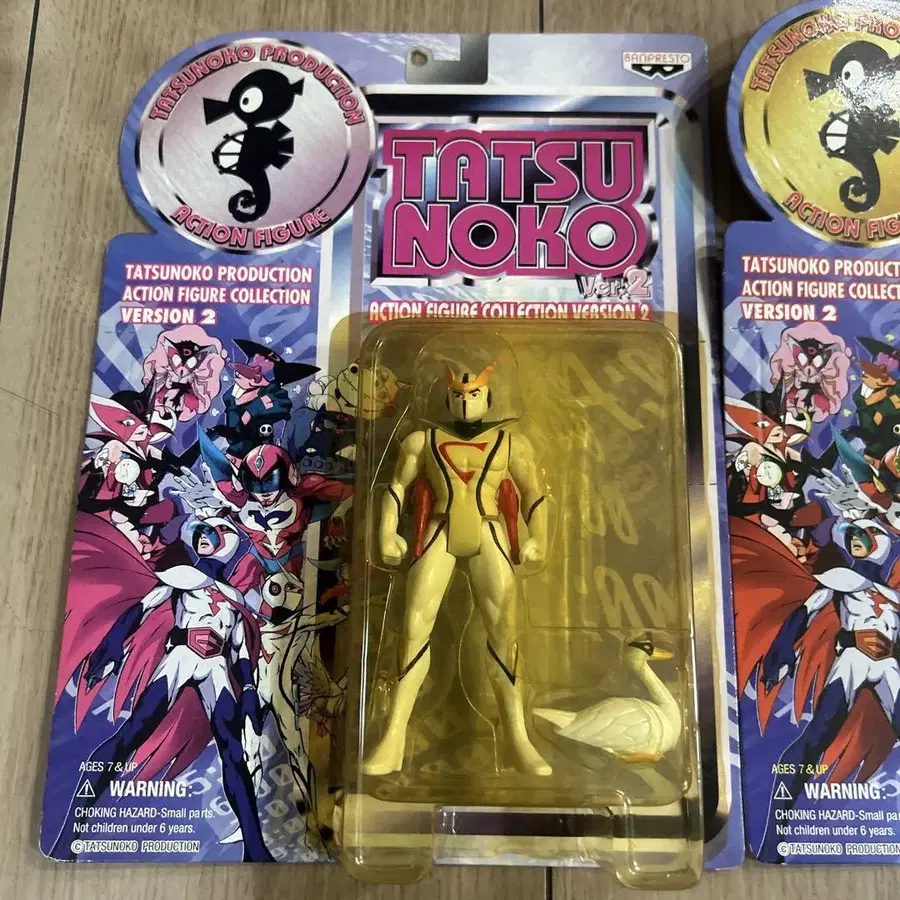 TATSUNOKO PRODUCTION
ACTION FIGURE
BANPRESTO
TATSU
NOKO
Ver.2
ACTION FIGURE COLLECTION VERSION 2
TATSUNOKO PRODUCTION
ACTION FIGURE COLLECTION
VERSION 2
G
AGES 7 & UP
⚠ WARNING:
CHOKING HAZARD-Small parts.
Not children under 6 years.
© TATSUNOKO PRODUCTION
TATSUNOKO PRO
ACTION FIG
TATSUNOKO PRODUCTIO
ACTION FIGURE COLLECT
VERSION 2
AGES 7 & UP
⚠ WARNING:
CHOKING HAZARD-Small part
Not children under 6 years.
© TATSUNOKO PRODUCTION